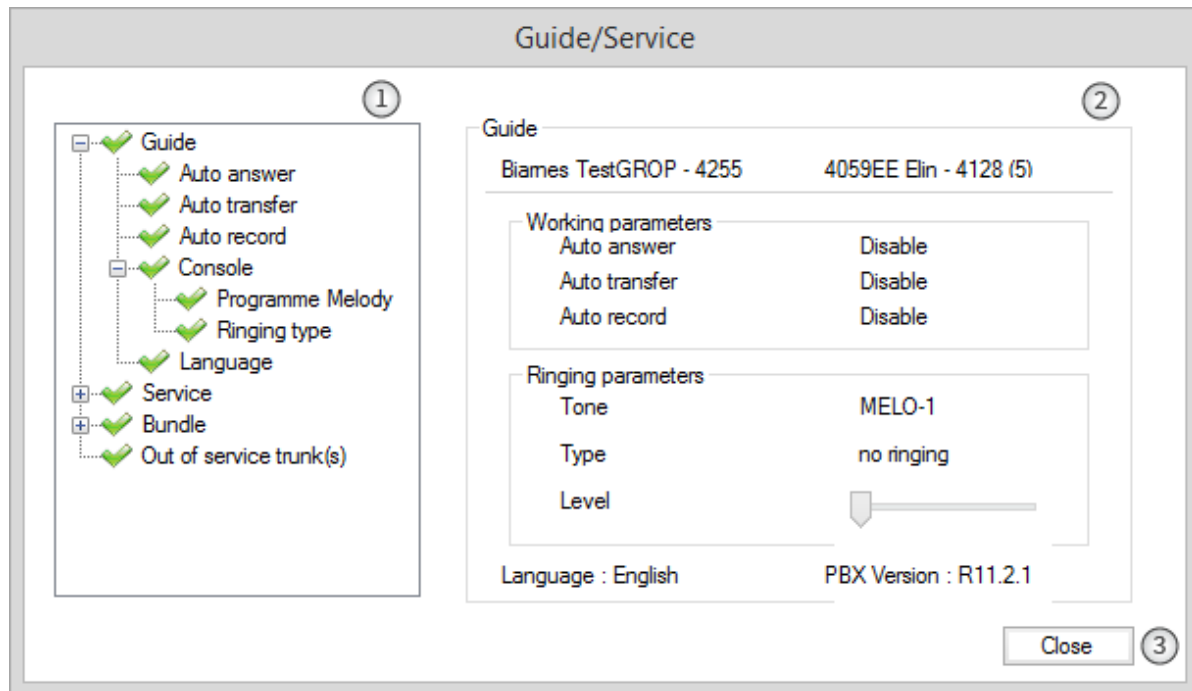 Guide/Service
1
Guide
Auto answer
Auto transfer
Auto record
Console
Programme Melody
Ringing type
Language
Service
Bundle
Out of service trunk(s)
2
Guide
Biames TestGROP - 4255 4059EE Elin - 4128 (5)
Working parameters
Auto answer Disable
Auto transfer Disable
Auto record Disable
Ringing parameters
Tone MELO-1
Type no ringing
Level
Language : English PBX Version : R11.2.1
Close 3